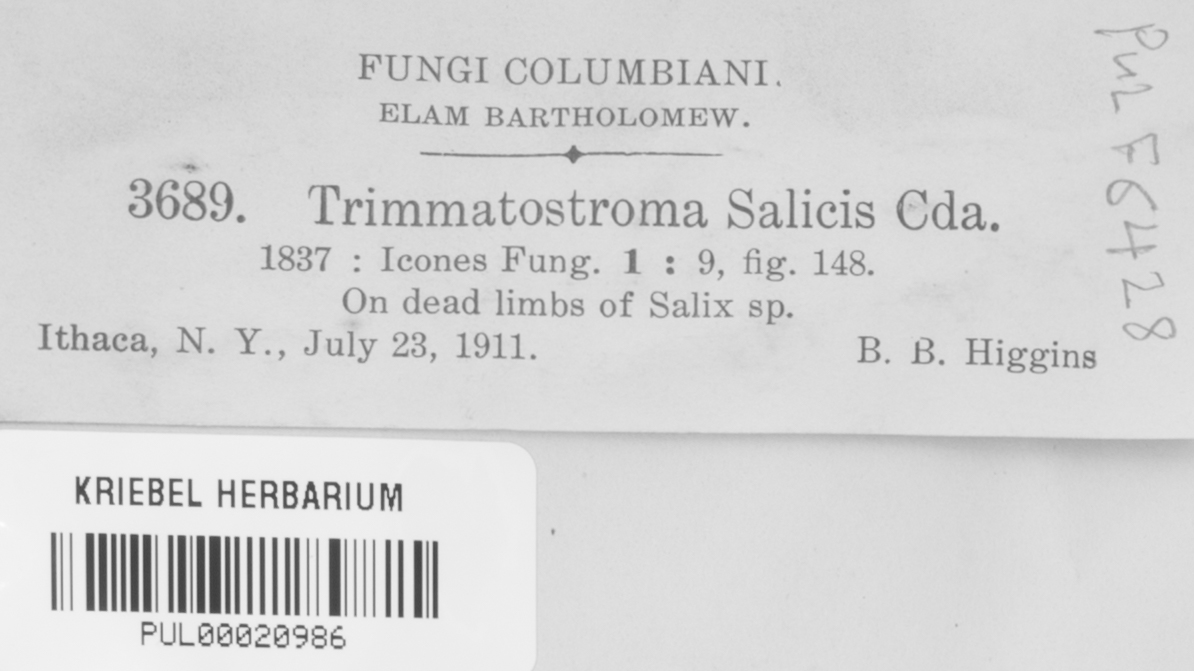 FUNGI COLUMBIANI.
ELAM BARTHOLOMEW.
3689. Trimmatostroma Salicis Cda.
1837 : Icones Fung. 1 : 9, fig. 148.
On dead limbs of Salix sp.
Ithaca, N. Y., July 23, 1911. B. B. Higgins
PUL F6428
KRIEBEL HERBARIUM
PUL00020986